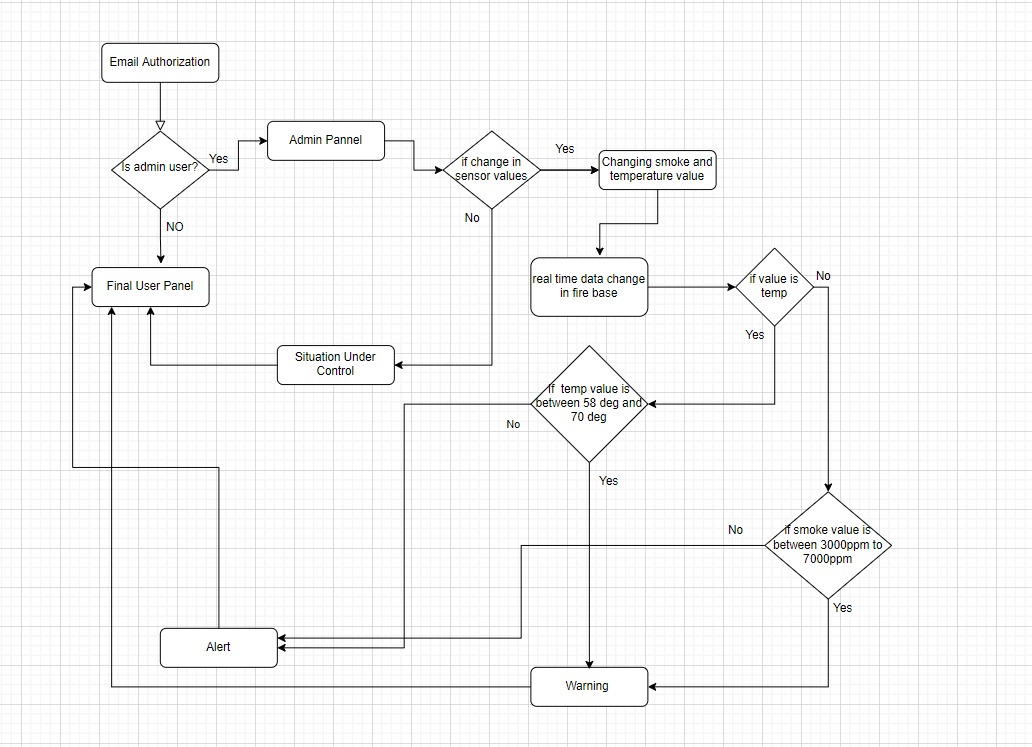 Email Authorization
Is admin user?
Yes
Admin Pannel
if change in
sensor values
Yes
Changing smoke and
temperature value
NO
No
Final User Panel
real time data change
in fire base
if value is
temp
No
Yes
Situation Under
Control
If  temp value is
between 58 deg and
70 deg
No
Yes
No
if smoke value is
between 3000ppm to
7000ppm
Yes
Alert
Warning